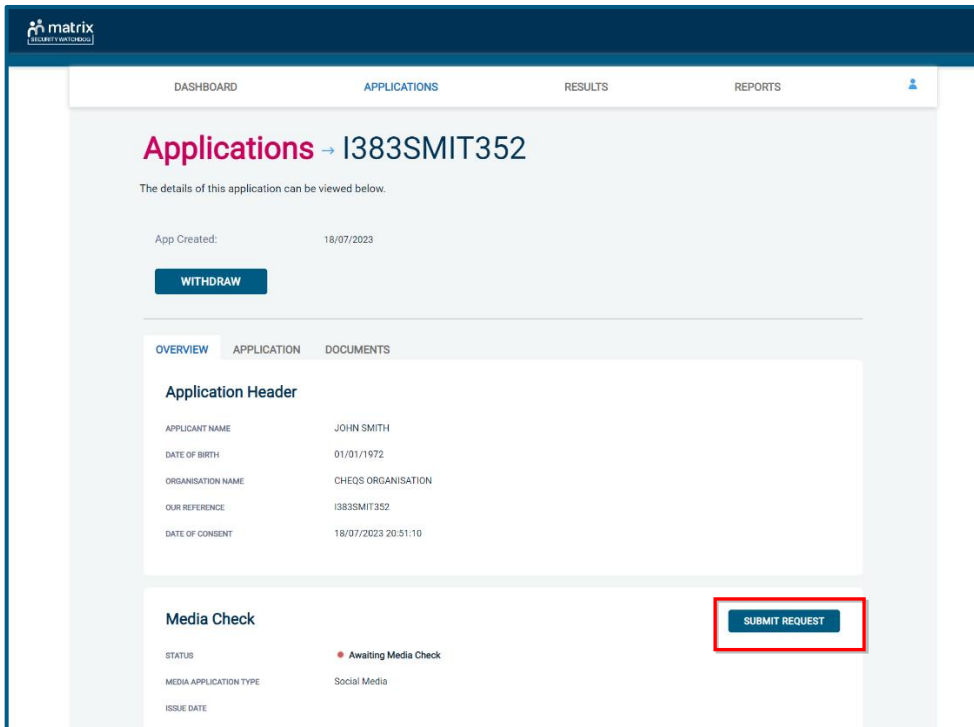 matrix
SECURITY WATCHDOG
DASHBOARD APPLICATIONS RESULTS REPORTS
Applications → I383SMIT352
The details of this application can be viewed below.
App Created: 18/07/2023
WITHDRAW
OVERVIEW APPLICATION DOCUMENTS
Application Header
APPLICANT NAME JOHN SMITH
DATE OF BIRTH 01/01/1972
ORGANISATION NAME CHEQS ORGANISATION
OUR REFERENCE I383SMIT352
DATE OF CONSENT 18/07/2023 20:51:10
Media Check SUBMIT REQUEST
STATUS Awaiting Media Check
MEDIA APPLICATION TYPE Social Media
ISSUE DATE